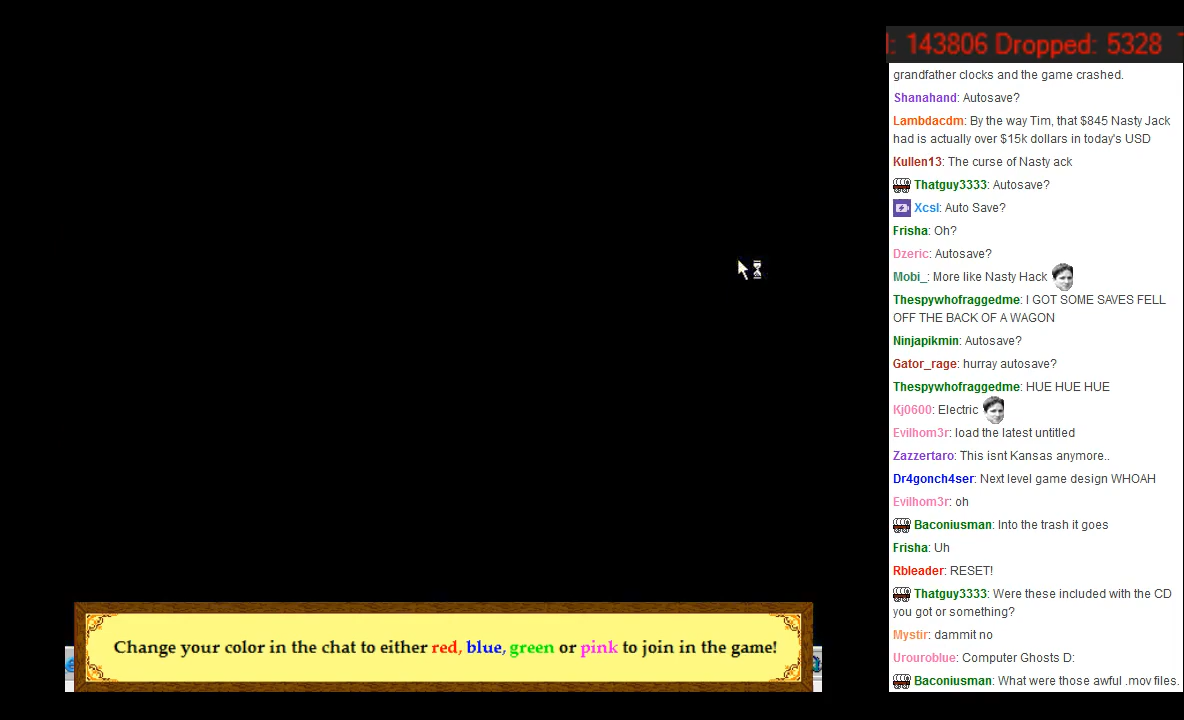 : 143806 Dropped: 5328
grandfather clocks and the game crashed.
Shanahand: Autosave?
Lambdacdm: By the way Tim, that $845 Nasty Jack
had is actually over $15k dollars in today's USD
Kullen13: The curse of Nasty ack
Thatguy3333: Autosave?
Xcsl: Auto Save?
Frisha: Oh?
Dzeric: Autosave?
Mobi_: More like Nasty Hack
Thespywhofraggedme: I GOT SOME SAVES FELL
OFF THE BACK OF A WAGON
Ninjapikmin: Autosave?
Gator_rage: hurray autosave?
Thespywhofraggedme: HUE HUE HUE
Kj0600: Electric
Evilhom3r: load the latest untitled
Zazzertaro: This isnt Kansas anymore..
Dr4gonch4ser: Next level game design WHOAH
Evilhom3r: oh
Baconiusman: Into the trash it goes
Frisha: Uh
Rbleader: RESET!
Thatguy3333: Were these included with the CD
you got or something?
Mystir: dammit no
Urouroblue: Computer Ghosts D:
Baconiusman: What were those awful .mov files.
Change your color in the chat to either red, blue, green or pink to join in the game!